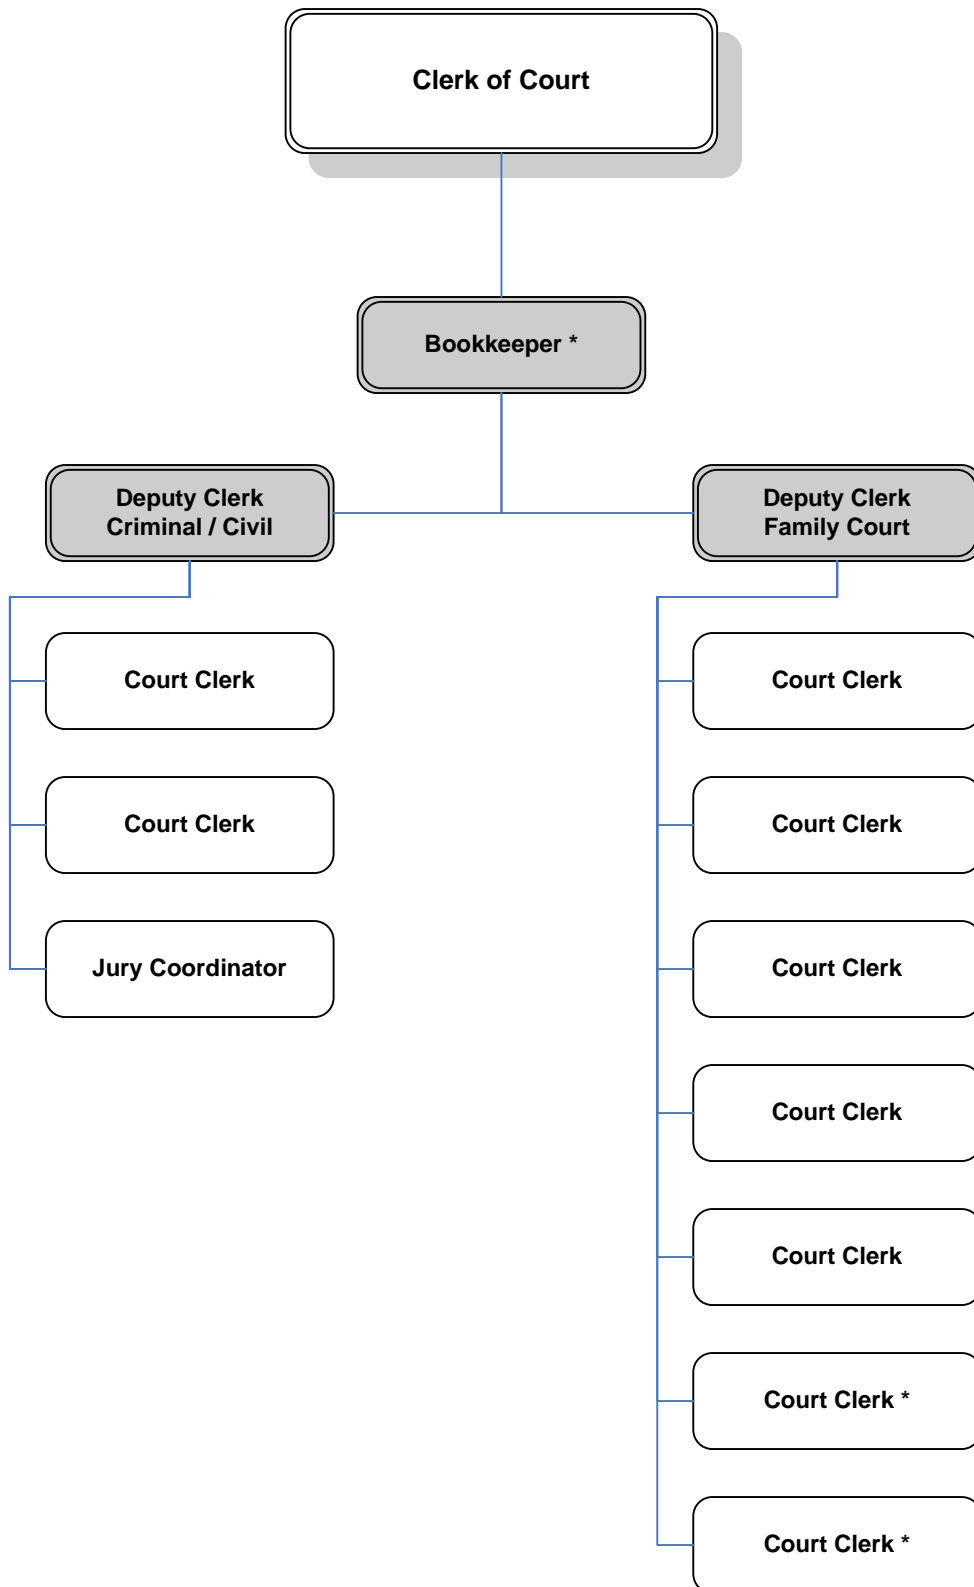 Clerk of Court
Bookkeeper *
Deputy Clerk
Criminal / Civil
Court Clerk
Court Clerk
Jury Coordinator
Deputy Clerk
Family Court
Court Clerk
Court Clerk
Court Clerk
Court Clerk
Court Clerk
Court Clerk *
Court Clerk *